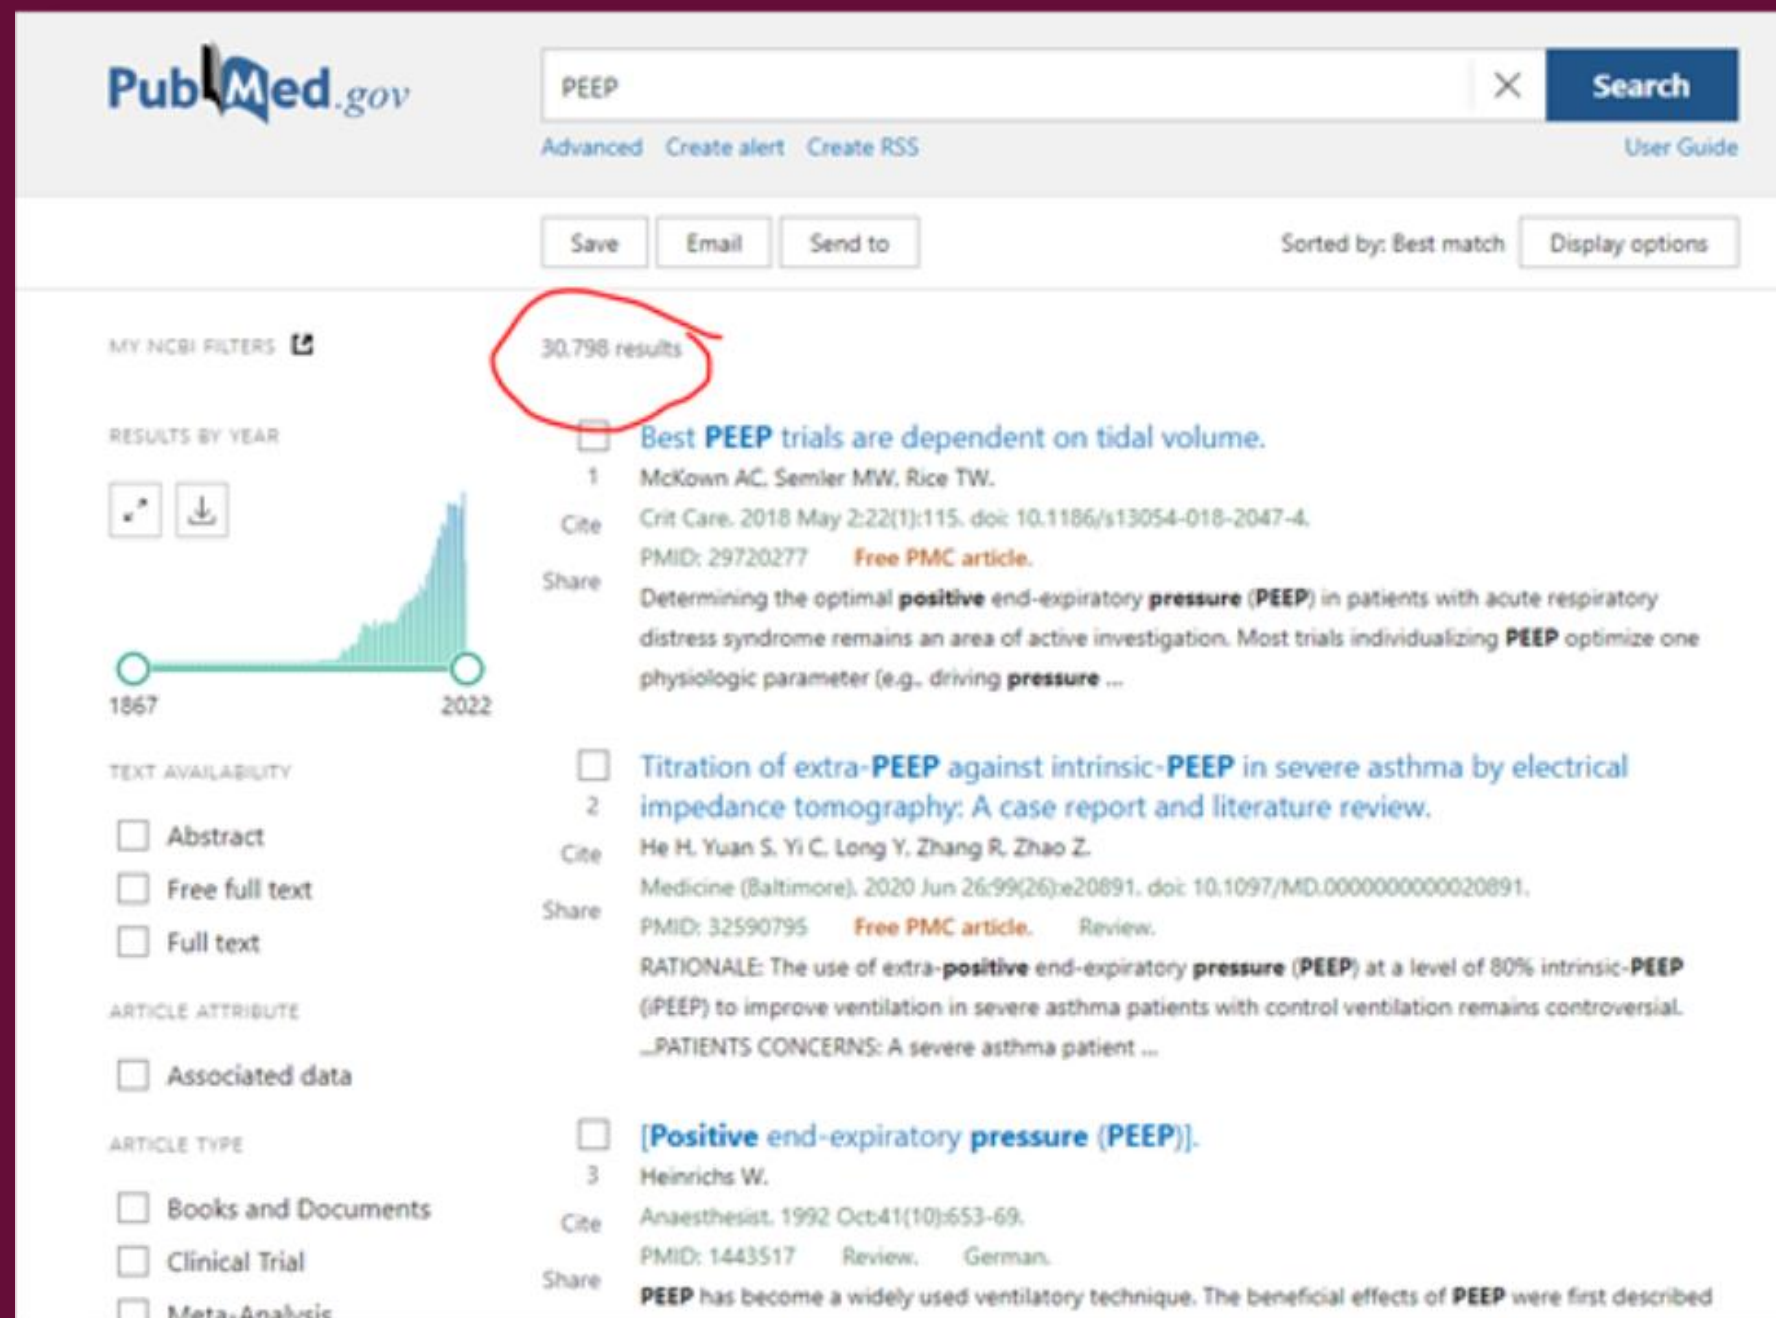 PubMed.gov
PEEP
Search
Advanced Create alert Create RSS
User Guide
Save Email Send to
Sorted by: Best match Display options
MY NCBI FILTERS
30,798 results
RESULTS BY YEAR
1867 2022
TEXT AVAILABILITY
Abstract
Free full text
Full text
ARTICLE ATTRIBUTE
Associated data
ARTICLE TYPE
Books and Documents
Clinical Trial
Meta-Analysis
1
Cite
Share
Best PEEP trials are dependent on tidal volume.
McKown AC, Semler MW, Rice TW.
Crit Care. 2018 May 2;22(1):115. doi: 10.1186/s13054-018-2047-4.
PMID: 29720277 Free PMC article.
Determining the optimal positive end-expiratory pressure (PEEP) in patients with acute respiratory
distress syndrome remains an area of active investigation. Most trials individualizing PEEP optimize one
physiologic parameter (e.g., driving pressure ...
2
Cite
Share
Titration of extra-PEEP against intrinsic-PEEP in severe asthma by electrical
impedance tomography: A case report and literature review.
He H, Yuan S, Yi C, Long Y, Zhang R, Zhao Z.
Medicine (Baltimore). 2020 Jun 26;99(26):e20891. doi: 10.1097/MD.0000000000020891.
PMID: 32590795 Free PMC article. Review.
RATIONALE: The use of extra-positive end-expiratory pressure (PEEP) at a level of 80% intrinsic-PEEP
(iPEEP) to improve ventilation in severe asthma patients with control ventilation remains controversial.
...PATIENTS CONCERNS: A severe asthma patient ...
3
Cite
Share
[Positive end-expiratory pressure (PEEP)].
Heinrichs W.
Anaesthesist. 1992 Oct;41(10):653-69.
PMID: 1443517 Review. German.
PEEP has become a widely used ventilatory technique. The beneficial effects of PEEP were first described